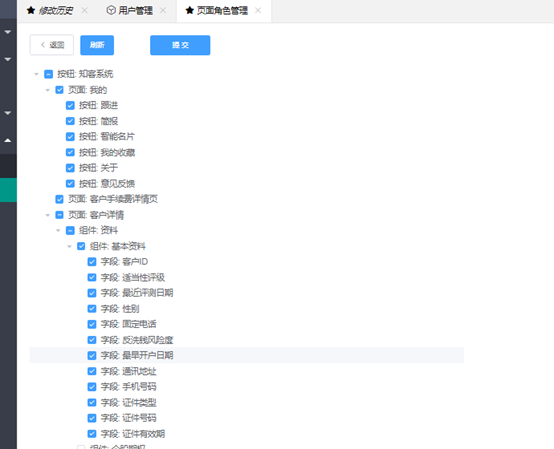 修改历史
用户管理
页面角色管理
返回
刷新
提 交
按钮: 知客系统
页面: 我的
按钮: 跟进
按钮: 简报
按钮: 智能名片
按钮: 我的收藏
按钮: 关于
按钮: 意见反馈
页面: 客户手续费详情页
页面: 客户详情
组件: 资料
组件: 基本资料
字段: 客户ID
字段: 适当性评级
字段: 最近评测日期
字段: 性别
字段: 固定电话
字段: 反洗钱风险度
字段: 最早开户日期
字段: 通讯地址
字段: 手机号码
字段: 证件类型
字段: 证件号码
字段: 证件有效期
组件: 个股期权